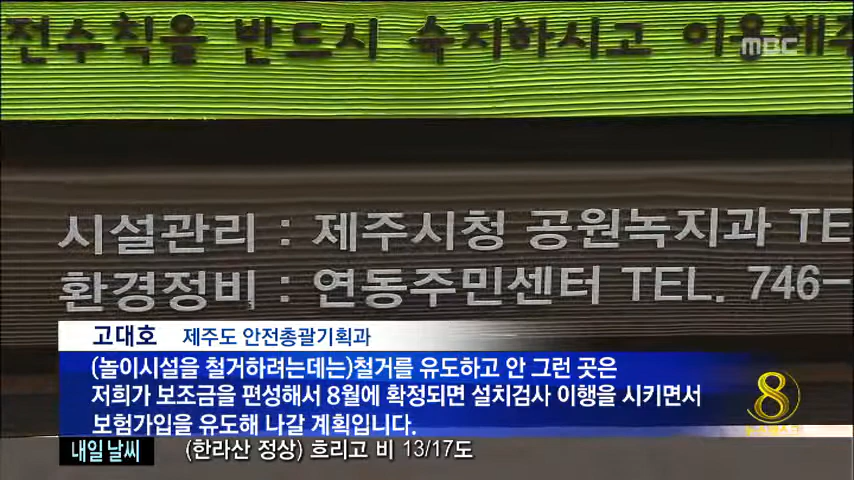 전수칙을 반드시 숙지하시고 이용해주
MBC
시설관리 : 제주시청 공원녹지과 TE
환경정비 : 연동주민센터 TEL. 746-
고대호 제주도 안전총괄기획과
(놀이시설을 철거하려는데는)철거를 유도하고 안 그런 곳은
저희가 보조금을 편성해서 8월에 확정되면 설치검사 이행을 시키면서
보험가입을 유도해 나갈 계획입니다.
8
뉴스데스크
내일 날씨 (한라산 정상) 흐리고 비 13/17도